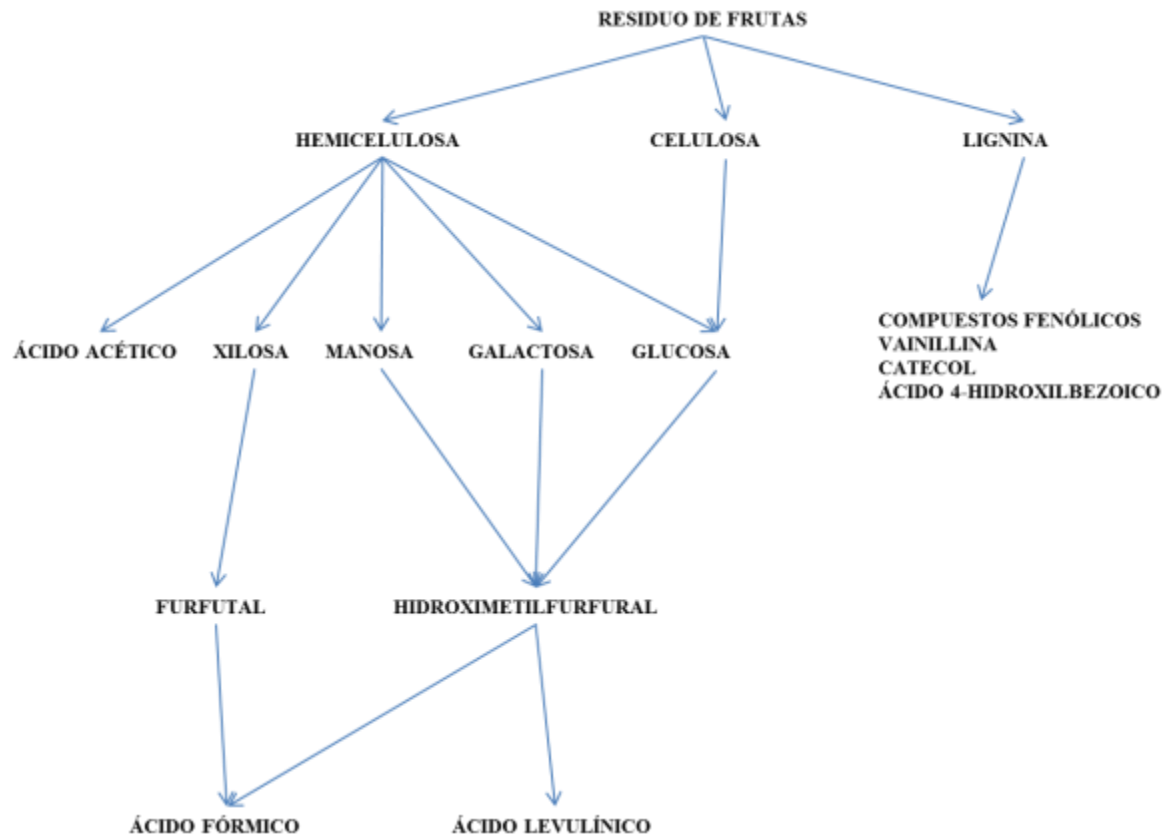 RESIDUO DE FRUTAS
HEMICELULOSA
CELULOSA
LIGNINA
ÁCIDO ACÉTICO
XILOSA
MANOSA
GALACTOSA
GLUCOSA
COMPUESTOS FENÓLICOS
VAINILLINA
CATECOL
ÁCIDO 4-HIDROXILBEZOICO
FURFUTAL
HIDROXIMETILFURFURAL
ÁCIDO FÓRMICO
ÁCIDO LEVULÍNICO